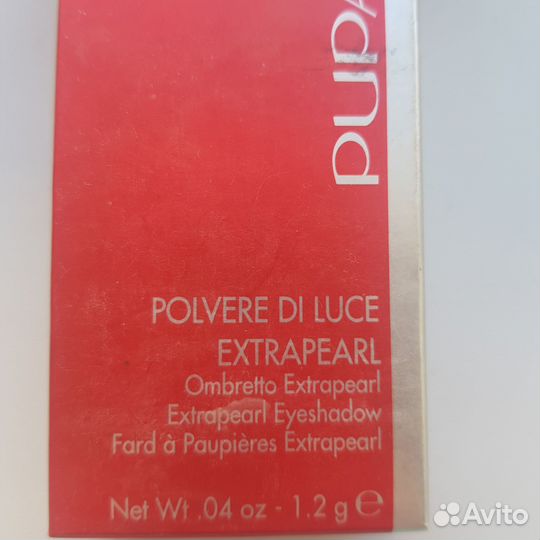 PUPA
POLVERE DI LUCE
EXTRAPEARL
Ombretto Extrapearl
Extrapearl Eyeshadow
Fard à Paupières Extrapearl
Net Wt .04 oz - 1.2 g ℮
Avito